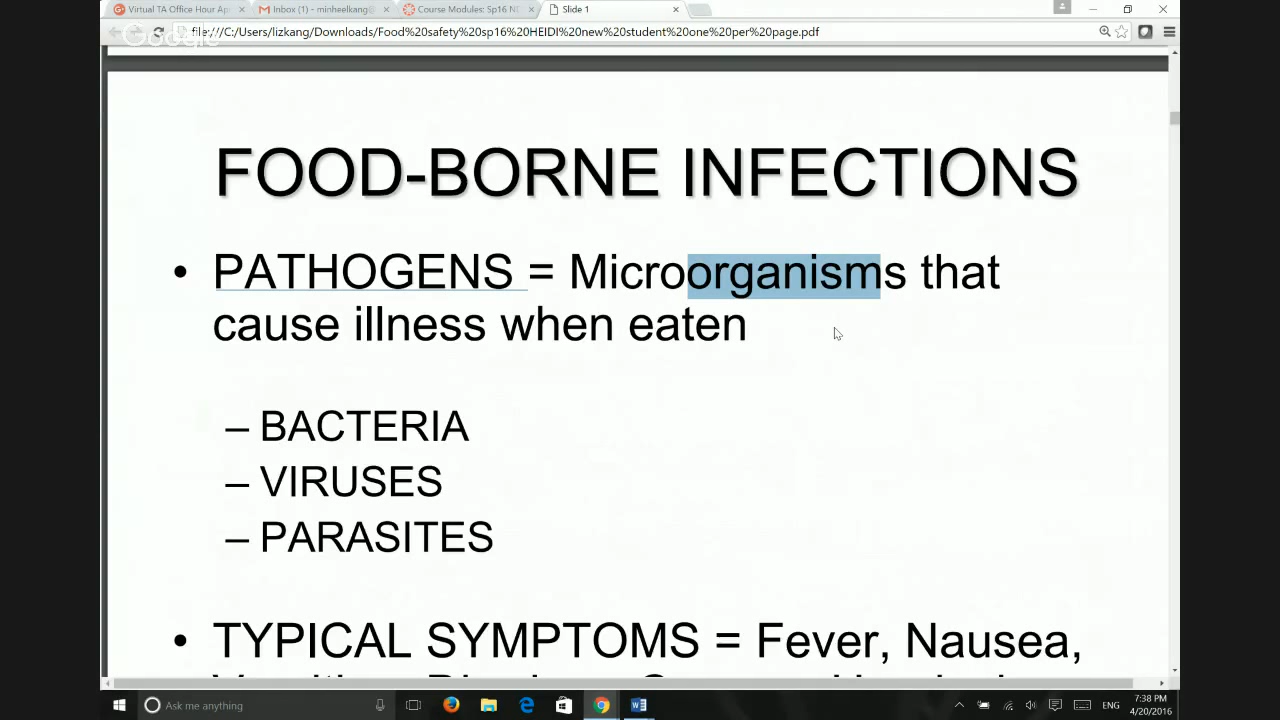 Virtual TA Office Hour Ap
Inbox (1) - minheelkang@
Course Modules: Sp16 N
Slide 1
Google
file:///C:/Users/lizkang/Downloads/Food%20safety%20sp16%20HEIDI%20new%20student%20one%20per%20page.pdf
FOOD-BORNE INFECTIONS
• PATHOGENS = Microorganisms that
cause illness when eaten
– BACTERIA
– VIRUSES
– PARASITES
• TYPICAL SYMPTOMS = Fever, Nausea,
Ask me anything
ENG
7:38 PM
4/20/2016